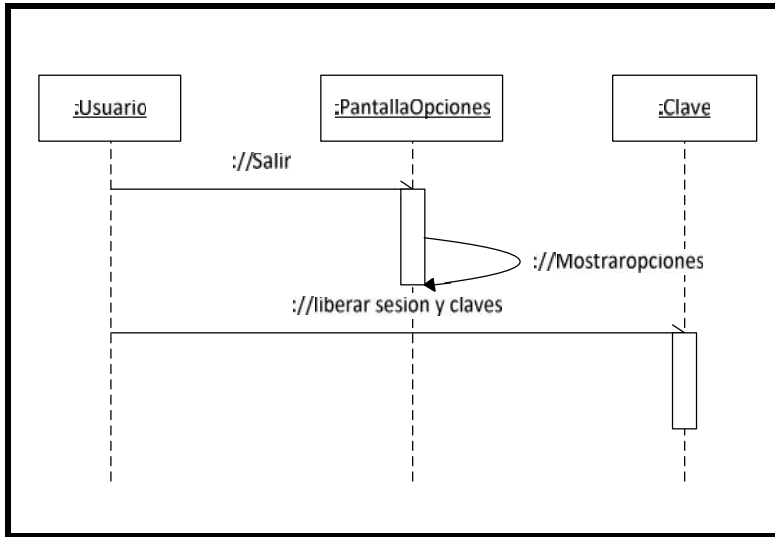 :Usuario
:PantallaOpciones
:Clave
://Salir
://Mostraropciones
://liberar sesion y claves